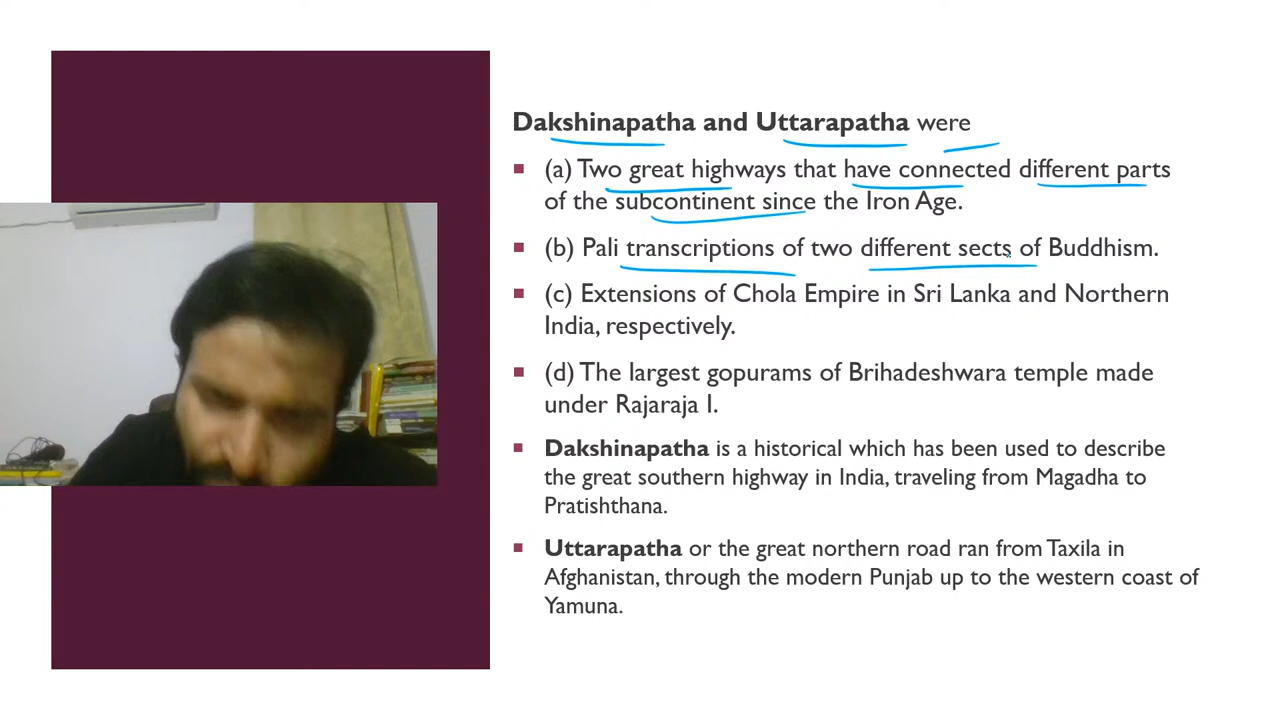 Dakshinapatha and Uttarapatha were
(a) Two great highways that have connected different parts
of the subcontinent since the Iron Age.
(b) Pali transcriptions of two different sects of Buddhism.
(c) Extensions of Chola Empire in Sri Lanka and Northern
India, respectively.
(d) The largest gopurams of Brihadeshwara temple made
under Rajaraja I.
Dakshinapatha is a historical which has been used to describe
the great southern highway in India, traveling from Magadha to
Pratishthana.
Uttarapatha or the great northern road ran from Taxila in
Afghanistan, through the modern Punjab up to the western coast of
Yamuna.